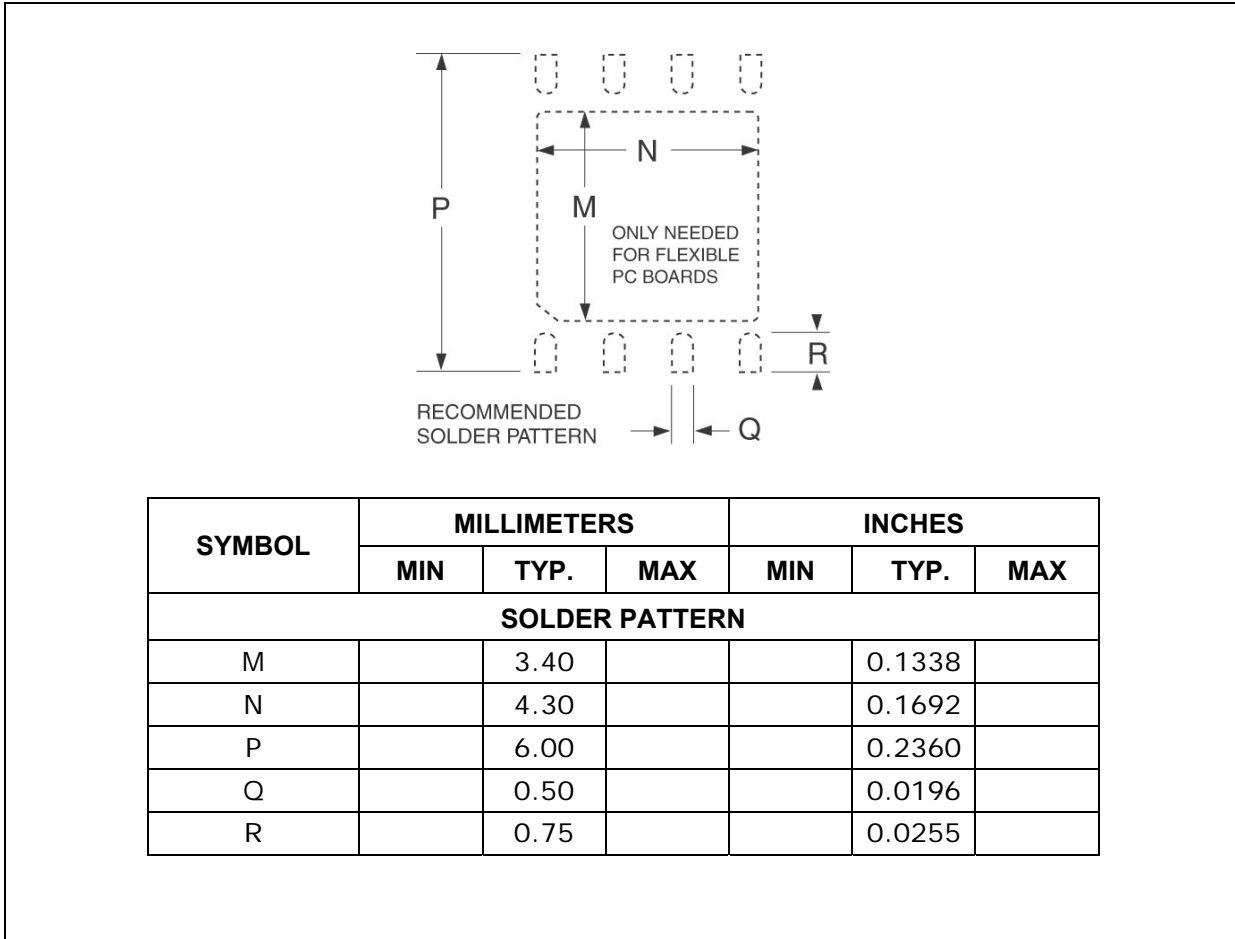 N
P
M
ONLY NEEDED
FOR FLEXIBLE
PC BOARDS
R
RECOMMENDED
SOLDER PATTERN
Q
SYMBOL MILLIMETERS INCHES
MIN TYP. MAX MIN TYP. MAX
SOLDER PATTERN
M 3.40 0.1338
N 4.30 0.1692
P 6.00 0.2360
Q 0.50 0.0196
R 0.75 0.0255